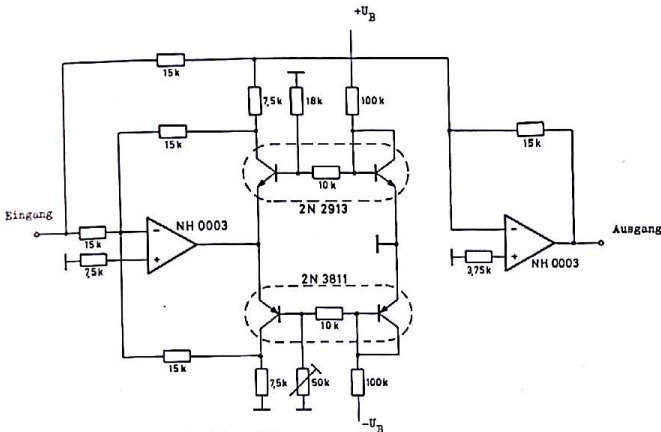 +U_B
15k
7,5k
18k
100k
15k
15k
10k
2N 2913
Eingang
15k
NH 0003
Ausgang
7,5k
3,75k
NH 0003
2N 3811
10k
15k
7,5k
50k
100k
-U_B